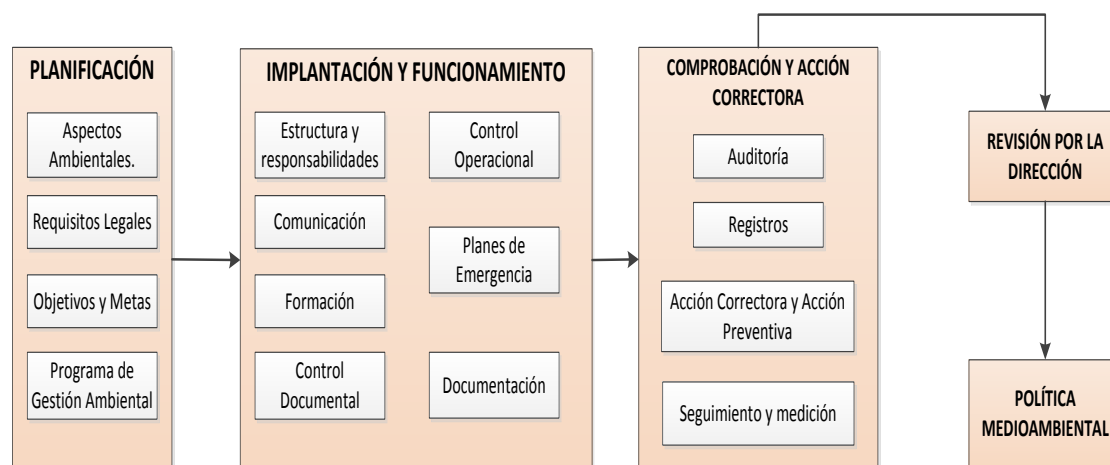 PLANIFICACIÓN
Aspectos
Ambientales.
Requisitos Legales
Objetivos y Metas
Programa de
Gestión Ambiental
IMPLANTACIÓN Y FUNCIONAMIENTO
Estructura y
responsabilidades
Comunicación
Formación
Control
Documental
Control
Operacional
Planes de
Emergencia
Documentación
COMPROBACIÓN Y ACCIÓN
CORRECTORA
Auditoría
Registros
Acción Correctora y Acción
Preventiva
Seguimiento y medición
REVISIÓN POR LA
DIRECCIÓN
POLÍTICA
MEDIOAMBIENTAL